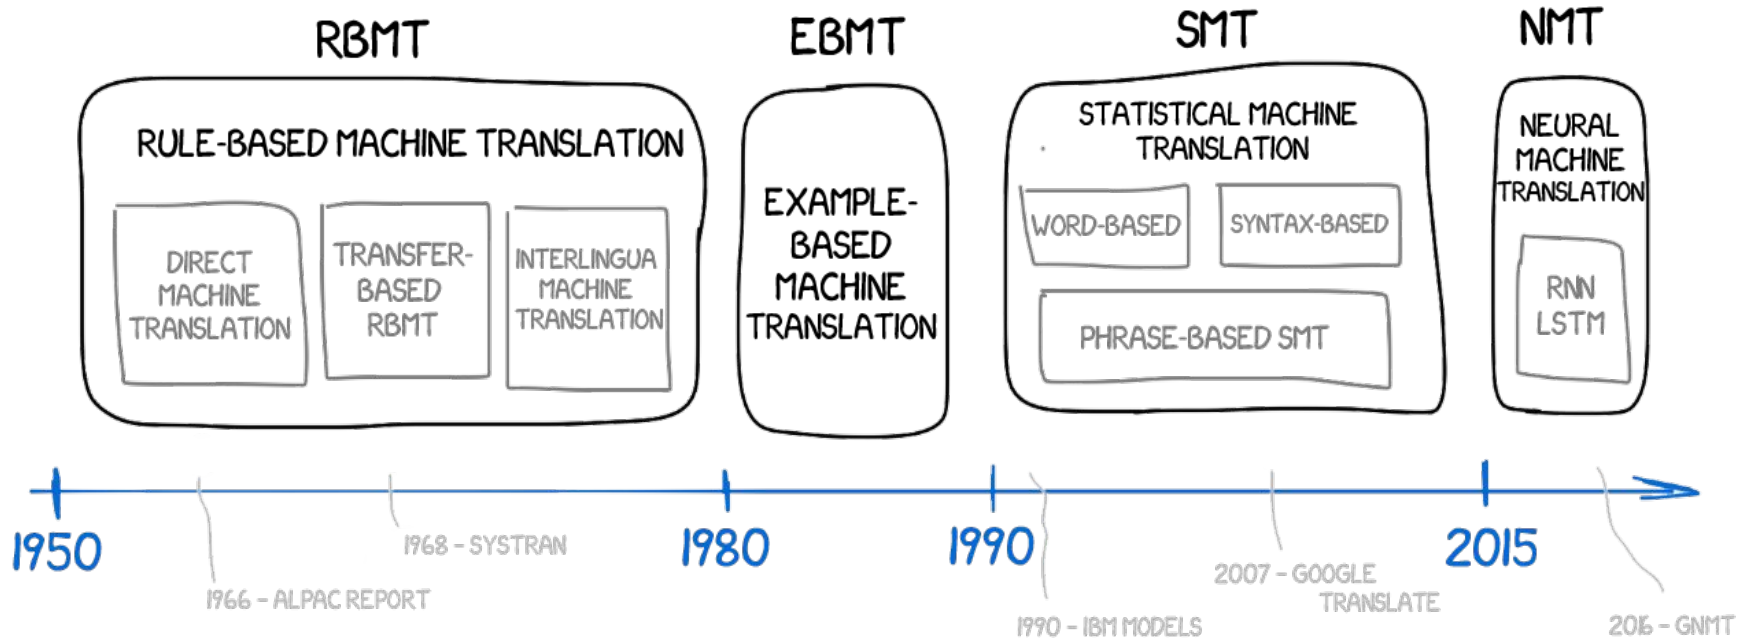 RBMT
EBMT
SMT
NMT
RULE-BASED MACHINE TRANSLATION
DIRECT
MACHINE
TRANSLATION
TRANSFER-
BASED
RBMT
INTERLINGUA
MACHINE
TRANSLATION
EXAMPLE-
BASED
MACHINE
TRANSLATION
STATISTICAL MACHINE
TRANSLATION
WORD-BASED
SYNTAX-BASED
PHRASE-BASED SMT
NEURAL
MACHINE
TRANSLATION
RNN
LSTM
1950
1980
1990
2015
1966 - ALPAC REPORT
1968 - SYSTRAN
1990 - IBM MODELS
2007 - GOOGLE
TRANSLATE
2016 - GNMT